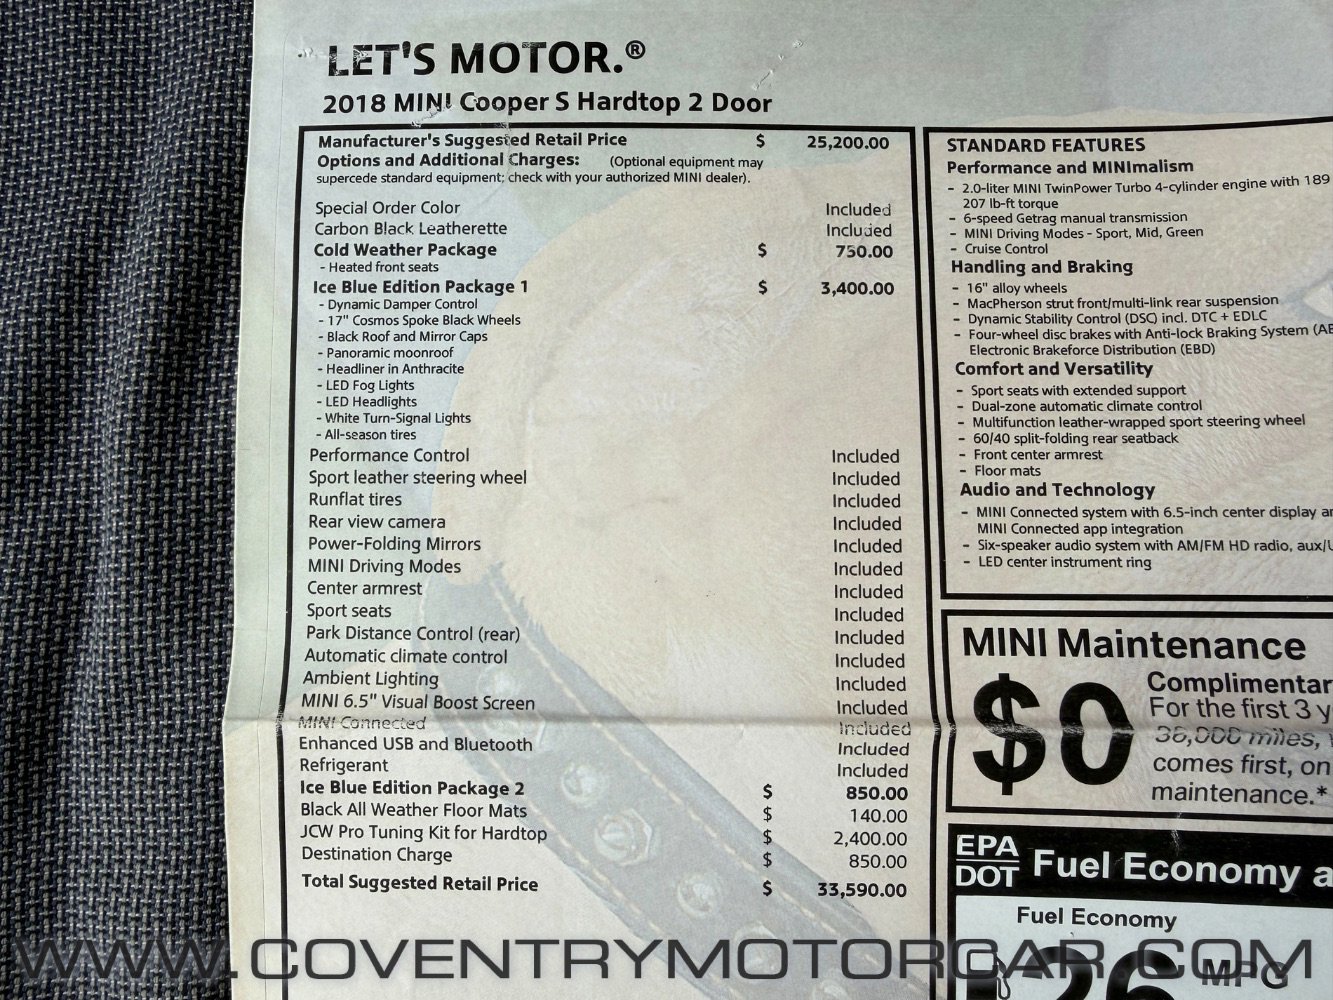 LET'S MOTOR.®
2018 MINI Cooper S Hardtop 2 Door
Manufacturer's Suggested Retail Price $ 25,200.00
Options and Additional Charges: (Optional equipment may
supercede standard equipment; check with your authorized MINI dealer).
Special Order Color Included
Carbon Black Leatherette Included
Cold Weather Package $ 750.00
- Heated front seats
Ice Blue Edition Package 1 $ 3,400.00
- Dynamic Damper Control
- 17" Cosmos Spoke Black Wheels
- Black Roof and Mirror Caps
- Panoramic moonroof
- Headliner in Anthracite
- LED Fog Lights
- LED Headlights
- White Turn-Signal Lights
- All-season tires
Performance Control Included
Sport leather steering wheel Included
Runflat tires Included
Rear view camera Included
Power-Folding Mirrors Included
MINI Driving Modes Included
Center armrest Included
Sport seats Included
Park Distance Control (rear) Included
Automatic climate control Included
Ambient Lighting Included
MINI 6.5" Visual Boost Screen Included
MINI Connected Included
Enhanced USB and Bluetooth Included
Refrigerant Included
Ice Blue Edition Package 2 $ 850.00
Black All Weather Floor Mats $ 140.00
JCW Pro Tuning Kit for Hardtop $ 2,400.00
Destination Charge $ 850.00
Total Suggested Retail Price $ 33,590.00
STANDARD FEATURES
Performance and MINImalism
- 2.0-liter MINI TwinPower Turbo 4-cylinder engine with 189
207 lb-ft torque
- 6-speed Getrag manual transmission
- MINI Driving Modes - Sport, Mid, Green
- Cruise Control
Handling and Braking
- 16" alloy wheels
- MacPherson strut front/multi-link rear suspension
- Dynamic Stability Control (DSC) incl. DTC + EDLC
- Four-wheel disc brakes with Anti-lock Braking System (AB
Electronic Brakeforce Distribution (EBD)
Comfort and Versatility
- Sport seats with extended support
- Dual-zone automatic climate control
- Multifunction leather-wrapped sport steering wheel
- 60/40 split-folding rear seatback
- Front center armrest
- Floor mats
Audio and Technology
- MINI Connected system with 6.5-inch center display
MINI Connected app integration
- Six-speaker audio system with AM/FM HD radio, aux/
- LED center instrument ring
MINI Maintenance
$0
Complimentar
For the first 3 y
36,000 miles,
comes first, on
maintenance.*
EPA
DOT
Fuel Economy a
Fuel Economy
26 MPG
WWW.COVENTRYMOTORCAR.COM